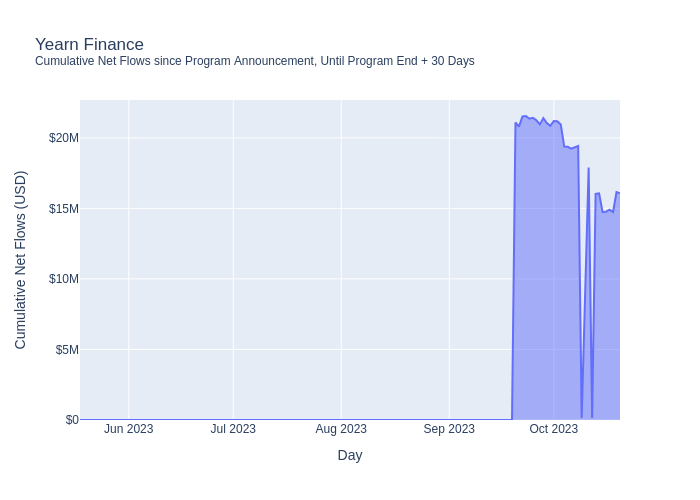 Yearn Finance
Cumulative Net Flows since Program Announcement, Until Program End + 30 Days
Cumulative Net Flows (USD)
$20M
$15M
$10M
$5M
$0
Jun 2023
Jul 2023
Aug 2023
Sep 2023
Oct 2023
Day